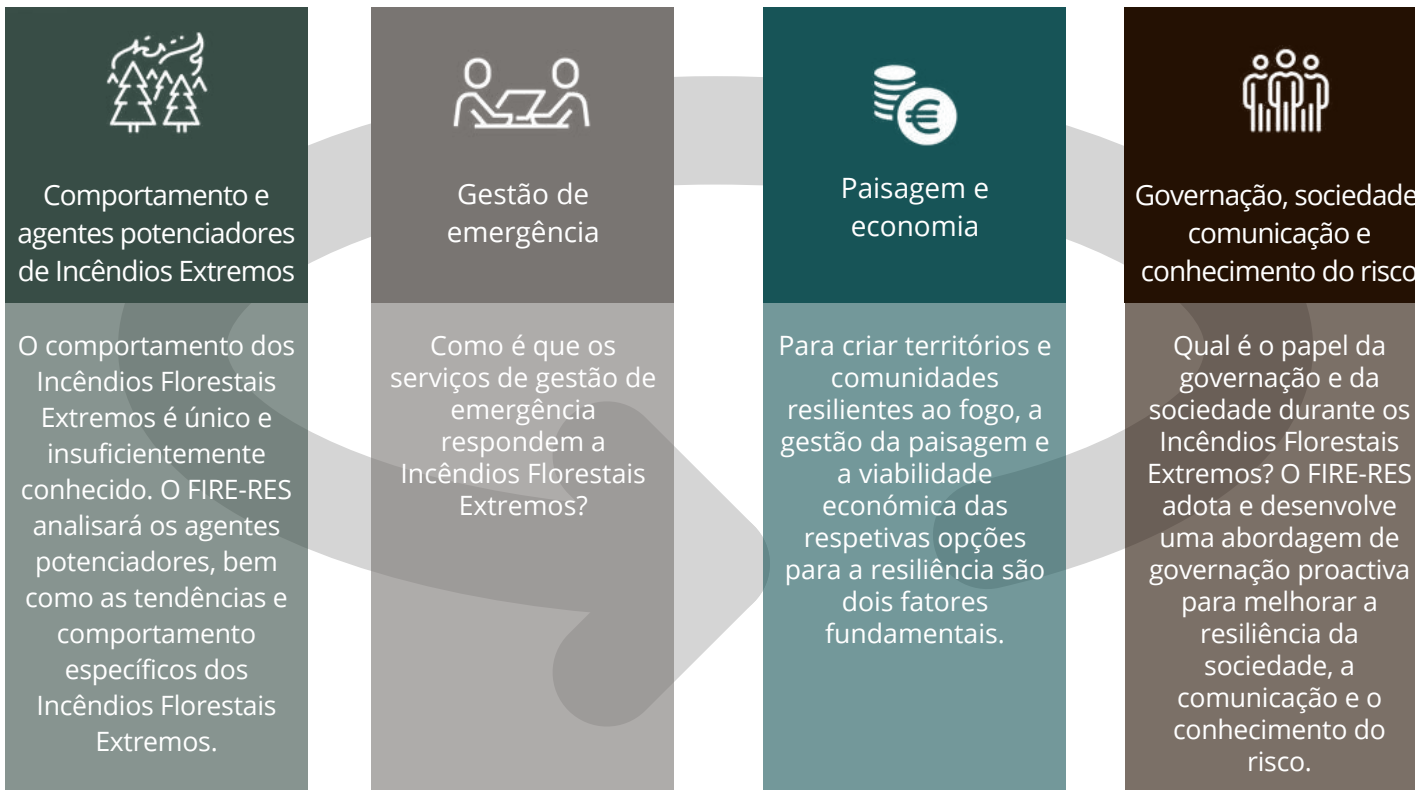 Comportamento e
agentes potenciadores
de Incêndios Extremos
O comportamento dos
Incêndios Florestais
Extremos é único e
insuficientemente
conhecido. O FIRE-RES
analisará os agentes
potenciadores, bem
como as tendências e
comportamento
específicos dos
Incêndios Florestais
Extremos.
Gestão de
emergência
Como é que os
serviços de gestão de
emergência
respondem a
Incêndios Florestais
Extremos?
Paisagem e
economia
Para criar territórios e
comunidades
resilientes ao fogo, a
gestão da paisagem e
a viabilidade
económica das
respetivas opções
para a resiliência são
dois fatores
fundamentais.
Governação, sociedade
comunicação e
conhecimento do risco
Qual é o papel da
governação e da
sociedade durante os
Incêndios Florestais
Extremos? O FIRE-RES
adota e desenvolve
uma abordagem de
governação proactiva
para melhorar a
resiliência da
sociedade, a
comunicação e o
conhecimento do
risco.